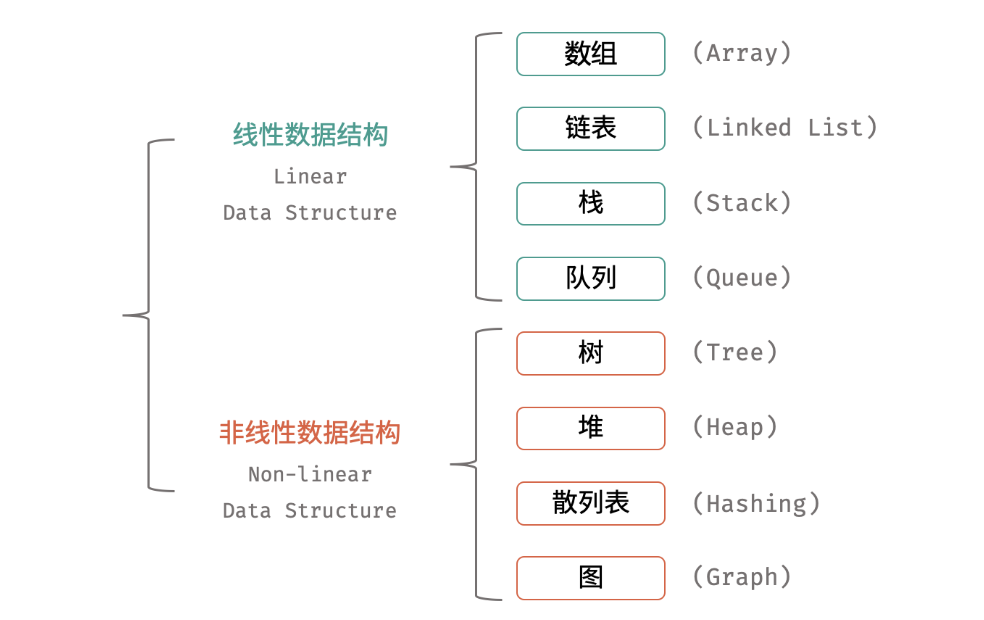 线性数据结构
Linear
Data Structure
数组 (Array)
链表 (Linked List)
栈 (Stack)
队列 (Queue)
非线性数据结构
Non-linear
Data Structure
树 (Tree)
堆 (Heap)
散列表 (Hashing)
图 (Graph)